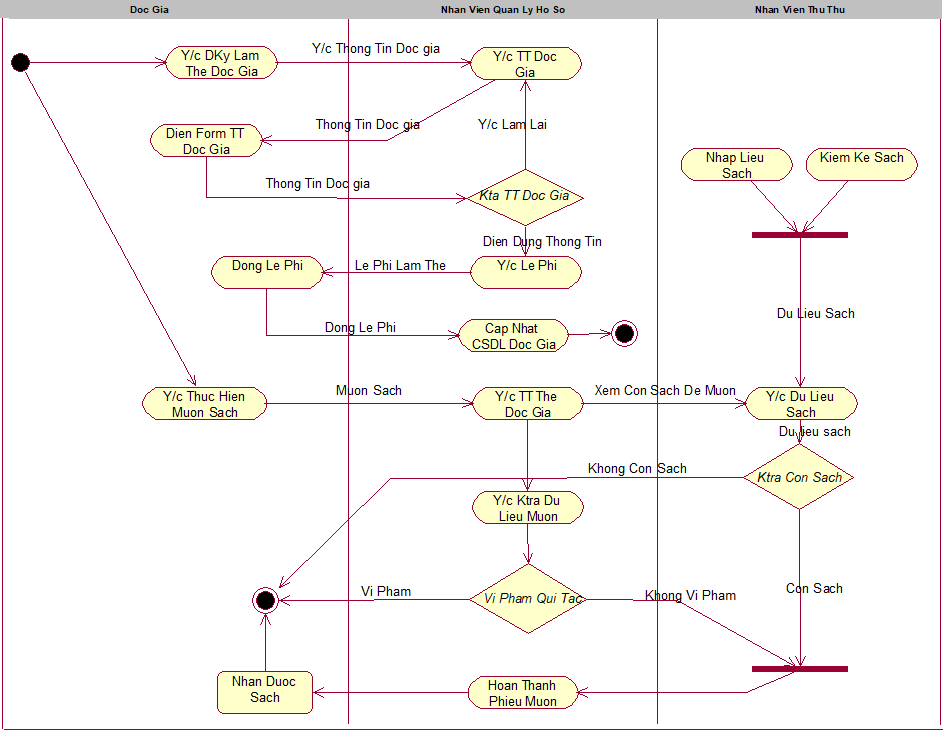 Doc Gia
Nhan Vien Quan Ly Ho So
Nhan Vien Thu Thu
Y/c DKy Lam
The Doc Gia
Y/c Thong Tin Doc gia
Y/c TT Doc
Gia
Dien Form TT
Doc Gia
Thong Tin Doc gia
Y/c Lam Lai
Nhap Lieu
Sach
Kiem Ke Sach
Thong Tin Doc gia
Kta TT Doc Gia
Dien Dung Thong Tin
Dong Le Phi
Le Phi Lam The
Y/c Le Phi
Du Lieu Sach
Dong Le Phi
Cap Nhat
CSDL Doc Gia
Y/c Thuc Hien
Muon Sach
Muon Sach
Y/c TT The
Doc Gia
Xem Con Sach De Muon
Y/c Du Lieu
Sach
Du lieu sach
Khong Con Sach
Ktra Con Sach
Y/c Ktra Du
Lieu Muon
Vi Pham
Vi Pham Qui Tac
Khong Vi Pham
Con Sach
Nhan Duoc
Sach
Hoan Thanh
Phieu Muon